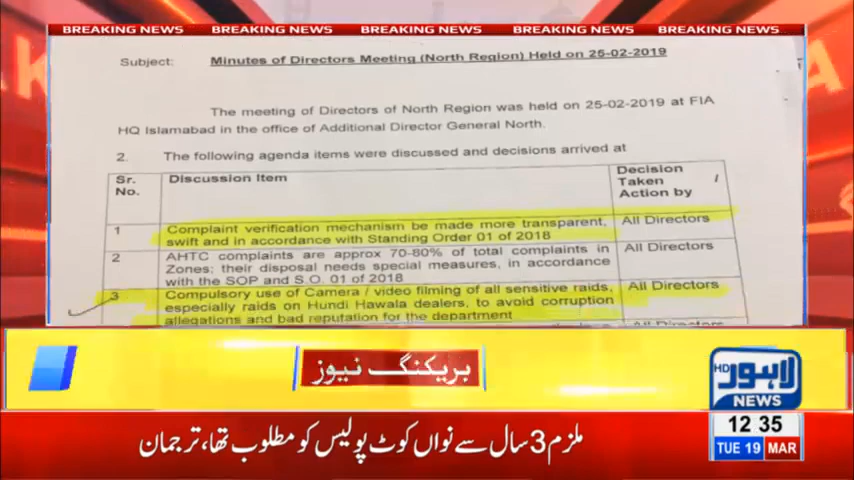 BREAKING NEWS BREAKING NEWS BREAKING NEWS BREAKING NEWS BREAKING NEWS
Subject: Minutes of Directors Meeting (North Region) Held on 25-02-2019
The meeting of Directors of North Region was held on 25-02-2019 at FIA
HQ Islamabad in the office of Additional Director General North.
2. The following agenda items were discussed and decisions arrived at
Sr. No. Discussion Item Decision Taken / Action by
1 Complaint verification mechanism be made more transparent, All Directors
swift and in accordance with Standing Order 01 of 2018
2 AHTC complaints are approx 70-80% of total complaints in All Directors
Zones; their disposal needs special measures, in accordance
with the SOP and S.O. 01 of 2018
3 Compulsory use of Camera / video filming of all sensitive raids, All Directors
especially raids on Hundi Hawala dealers, to avoid corruption
allegations and bad reputation for the department
All Directors
بریکنگ نیوز
HD لاہور
NEWS
ملزم 3 سال سے نواں کوٹ پولیس کو مطلوب تھا، ترجمان
12 35
TUE 19 MAR